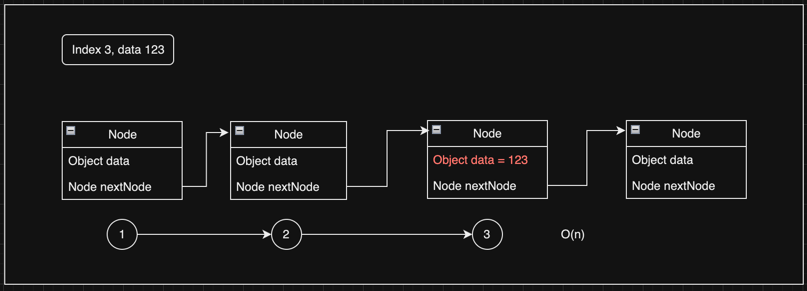 Index 3, data 123
Node
Node
Node
Node
Object data
Object data
Object data = 123
Object data
Node nextNode
Node nextNode
Node nextNode
Node nextNode
1
2
3
O(n)